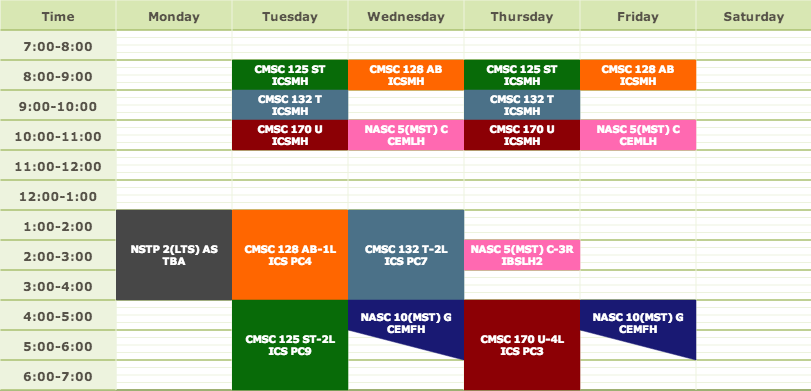 Time Monday Tuesday Wednesday Thursday Friday Saturday
7:00-8:00
8:00-9:00
CMSC 125 ST
ICSMH
CMSC 128 AB
ICSMH
CMSC 125 ST
ICSMH
CMSC 128 AB
ICSMH
9:00-10:00
CMSC 132 T
ICSMH
CMSC 132 T
ICSMH
10:00-11:00
CMSC 170 U
ICSMH
NASC 5(MST) C
CEMLH
CMSC 170 U
ICSMH
NASC 5(MST) C
CEMLH
11:00-12:00
12:00-1:00
1:00-2:00
2:00-3:00
NSTP 2(LTS) AS
TBA
CMSC 128 AB-1L
ICS PC4
CMSC 132 T-2L
ICS PC7
NASC 5(MST) C-3R
IBSLH2
3:00-4:00
4:00-5:00
NASC 10(MST) G
CEMFH
NASC 10(MST) G
CEMFH
5:00-6:00
CMSC 125 ST-2L
ICS PC9
CMSC 170 U-4L
ICS PC3
6:00-7:00